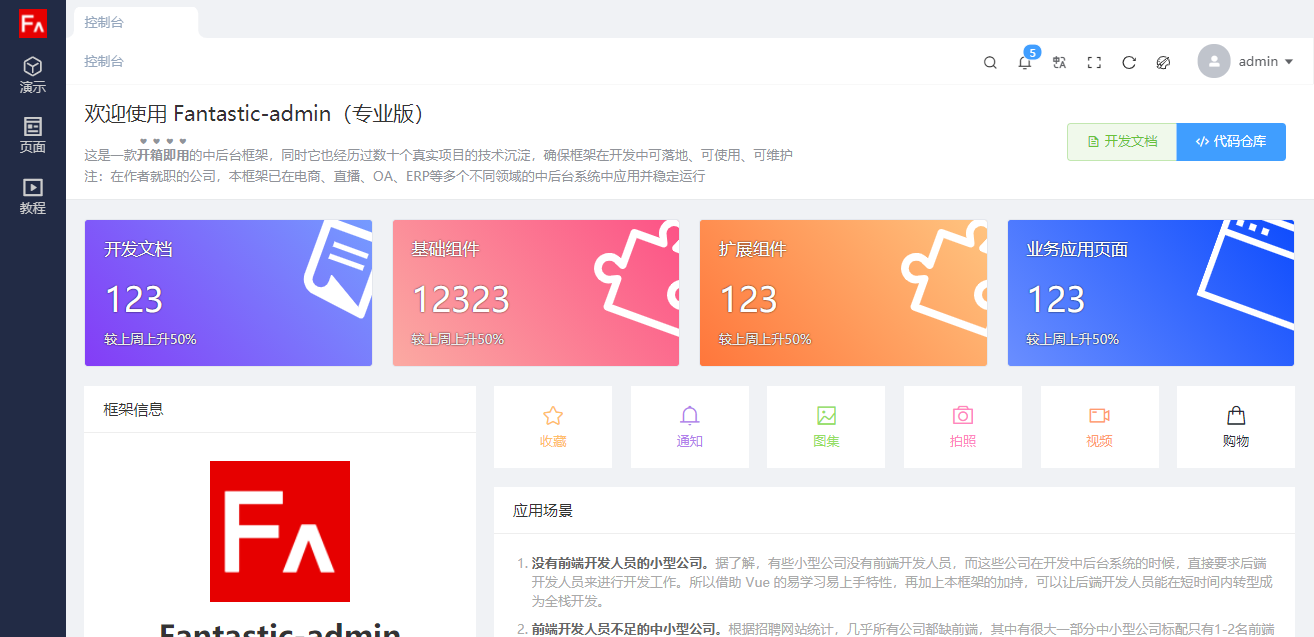 FA
控制台
控制台
5
admin
演示
页面
教程
欢迎使用 Fantastic-admin（专业版）
这是一款开箱即用的中后台框架，同时它也经历过数十个真实项目的技术沉淀，确保框架在开发中可落地、可使用、可维护
注：在作者就职的公司，本框架已在电商、直播、OA、ERP等多个不同领域的中后台系统中应用并稳定运行
开发文档
代码仓库
开发文档
123
较上周上升50%
基础组件
12323
较上周上升50%
扩展组件
123
较上周上升50%
业务应用页面
123
较上周上升50%
框架信息
FA
Fantastic-admin
收藏
通知
图集
拍照
视频
购物
应用场景
1. 没有前端开发人员的小型公司。据了解，有些小型公司没有前端开发人员，而这些公司在开发中后台系统的时候，直接要求后端
开发人员来进行开发工作。所以借助 Vue 的易学习易上手特性，再加上本框架的加持，可以让后端开发人员能在短时间内转型成
为全栈开发。
2. 前端开发人员不足的中小型公司。根据招聘网站统计，几乎所有公司都缺前端，其中有很大一部分中小型公司标配只有1-2名前端